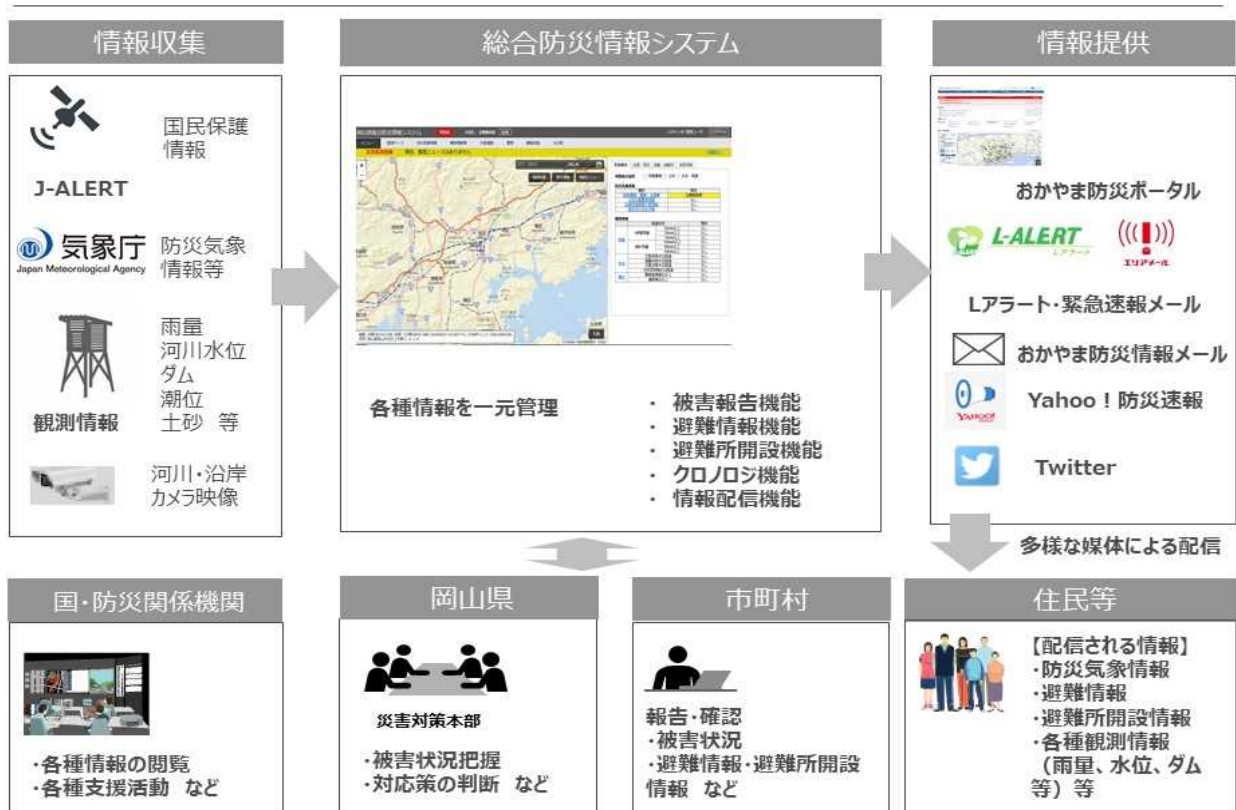 情報収集
国民保護
情報
J-ALERT
気象庁
Japan Meteorological Agency
防災気象
情報等
雨量
河川水位
ダム
潮位
土砂 等
観測情報
河川・沿岸
カメラ映像
総合防災情報システム
各種情報を一元管理
・ 被害報告機能
・ 避難情報機能
・ 避難所開設機能
・ クロノロジ機能
・ 情報配信機能
情報提供
おかやま防災ポータル
L-ALERT
Lアラート
エリアメール
Lアラート・緊急速報メール
おかやま防災情報メール
YAHOO!
Yahoo！防災速報
Twitter
多様な媒体による配信
国・防災関係機関
・各種情報の閲覧
・各種支援活動 など
岡山県
災害対策本部
・被害状況把握
・対応策の判断 など
市町村
報告・確認
・被害状況
・避難情報・避難所開設
情報 など
住民等
【配信される情報】
・防災気象情報
・避難情報
・避難所開設情報
・各種観測情報
（雨量、水位、ダム
等）等